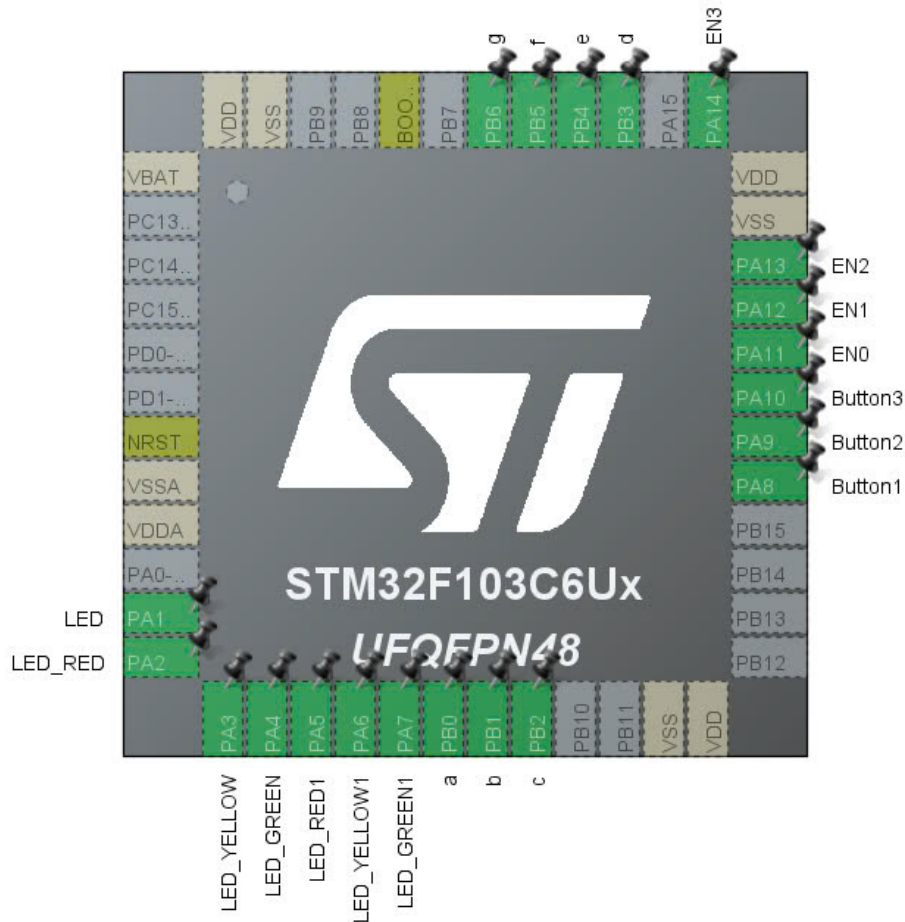 g
f
e
d
EN3
VDD
VSS
PB9
PB8
BOO...
PB7
PB6
PB5
PB4
PB3
PA15
PA14
VBAT
PC13..
PC14..
PC15..
PD0-..
PD1-..
NRST
VSSA
VDDA
PA0-..
LED PA1
LED_RED PA2
VDD
VSS
PA13 EN2
PA12 EN1
PA11 EN0
PA10 Button3
PA9 Button2
PA8 Button1
PB15
PB14
PB13
PB12
ST
STM32F103C6Ux
UFQFPN48
PA3
PA4
PA5
PA6
PA7
PB0
PB1
PB2
PB10
PB11
VSS
VDD
LED_YELLOW
LED_GREEN
LED_RED1
LED_YELLOW1
LED_GREEN1
a
b
c